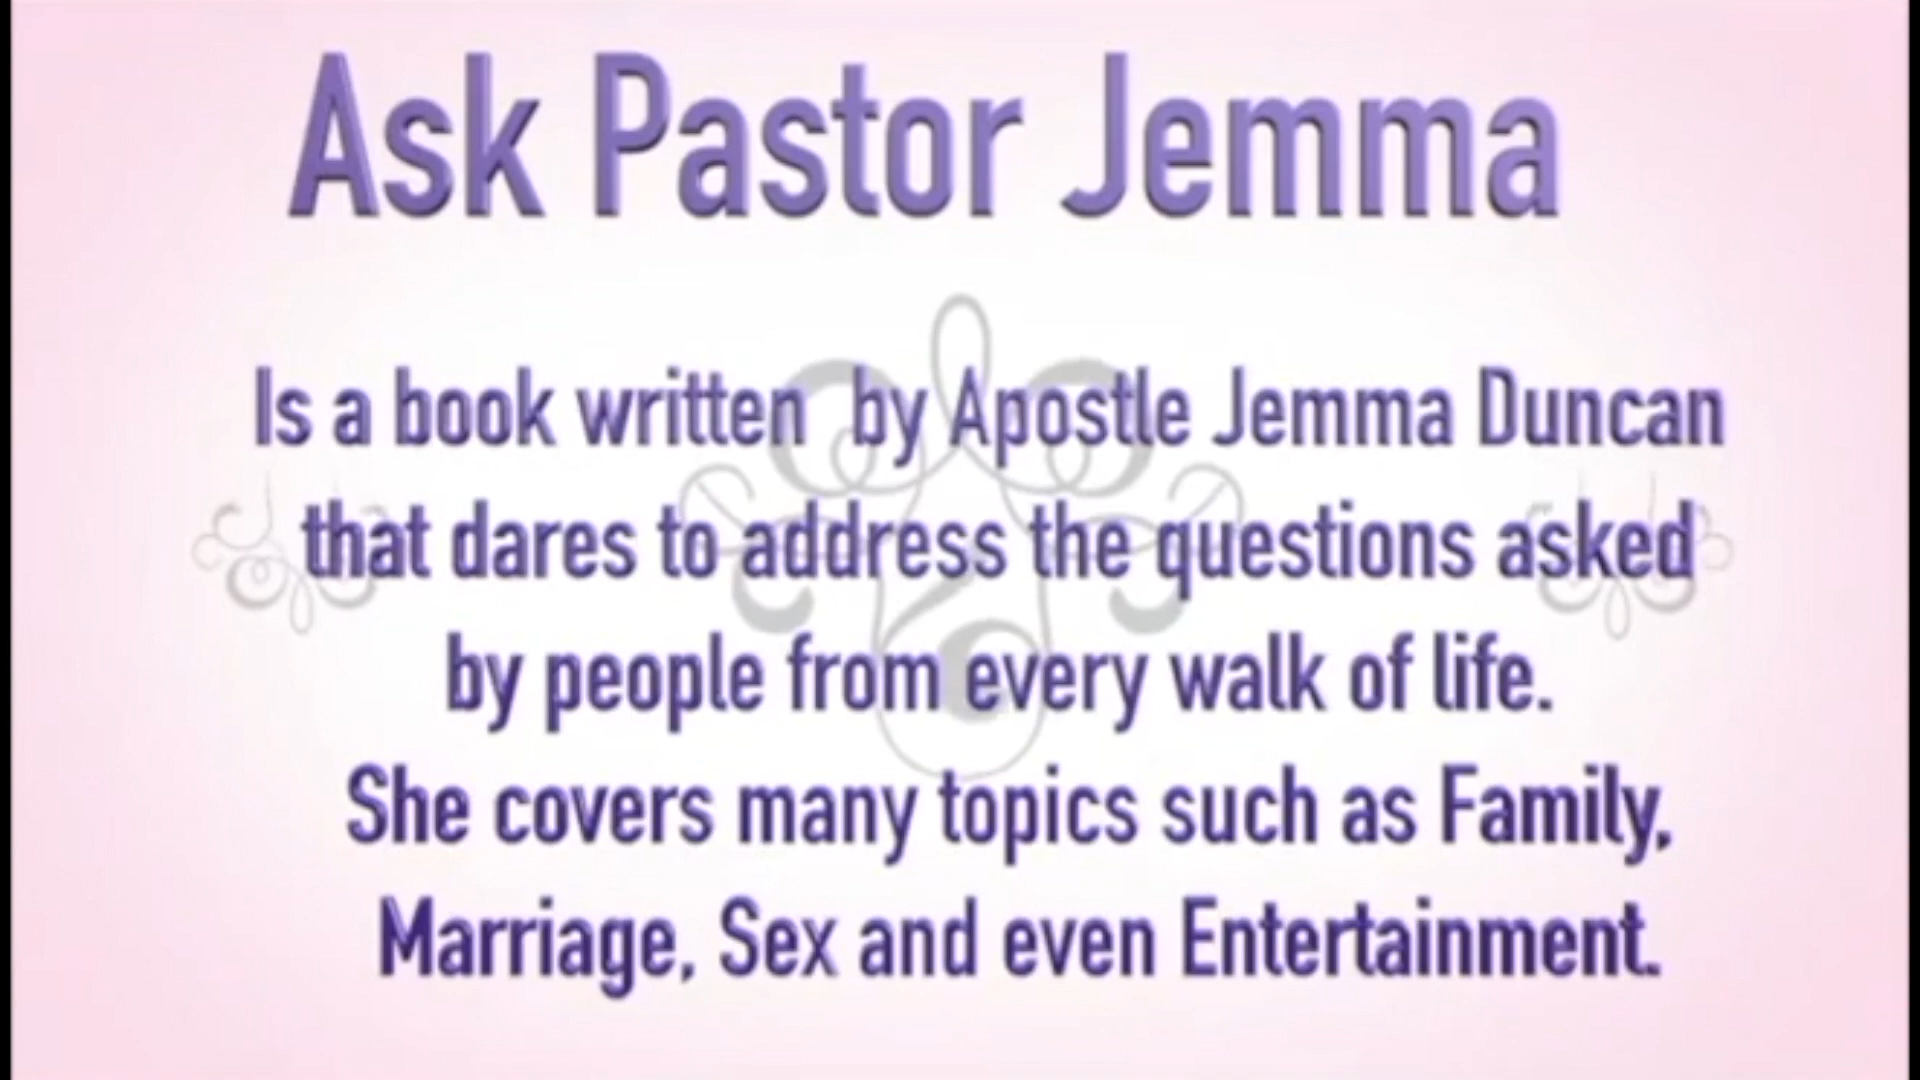 Ask Pastor Jemma
Is a book written by Apostle Jemma Duncan
that dares to address the questions asked
by people from every walk of life.
She covers many topics such as Family,
Marriage, Sex and even Entertainment.